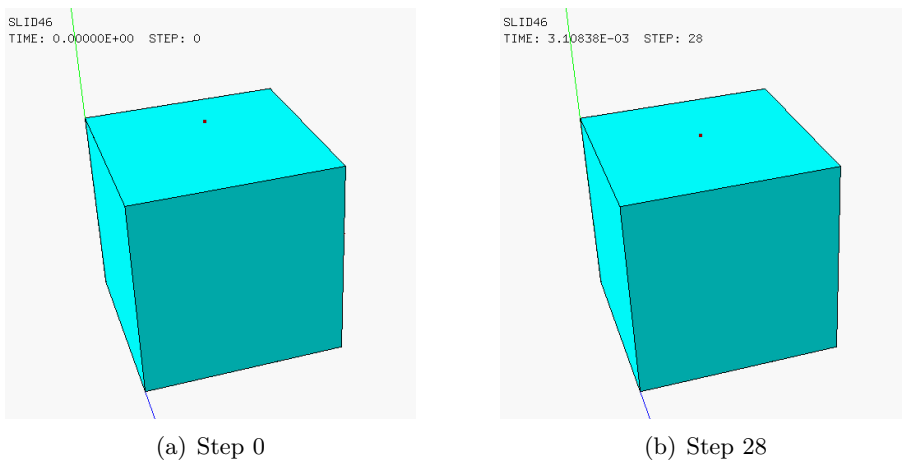 SLID46
TIME: 0.00000E+00 STEP: 0
SLID46
TIME: 3.10838E-03 STEP: 28
(a) Step 0
(b) Step 28